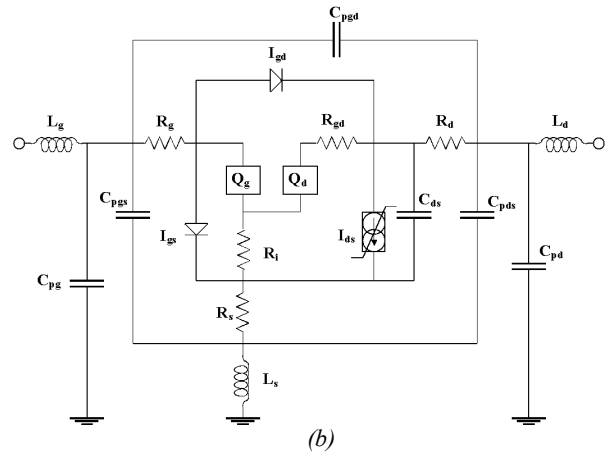 C_pgd
I_gd
L_g
R_g
R_gd
R_d
L_d
Q_g
Q_d
C_pgs
C_ds
C_pds
I_gs
I_ds
R_i
C_pg
C_pd
R_s
L_s
(b)